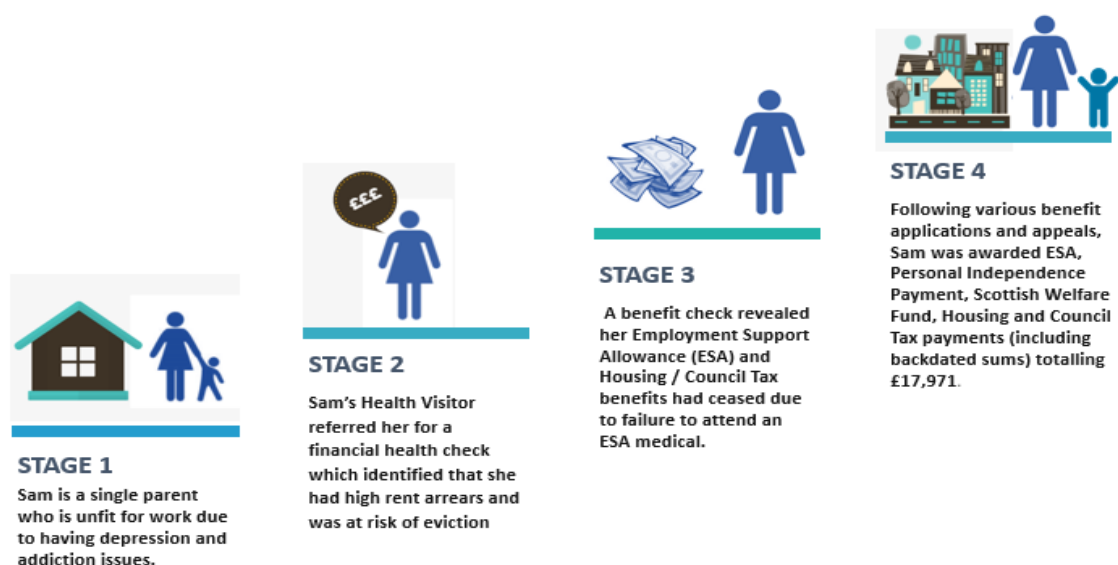 STAGE 1
Sam is a single parent
who is unfit for work due
to having depression and
addiction issues.
£££
STAGE 2
Sam's Health Visitor
referred her for a
financial health check
which identified that she
had high rent arrears and
was at risk of eviction
STAGE 3
A benefit check revealed
her Employment Support
Allowance (ESA) and
Housing / Council Tax
benefits had ceased due
to failure to attend an
ESA medical.
STAGE 4
Following various benefit
applications and appeals,
Sam was awarded ESA,
Personal Independence
Payment, Scottish Welfare
Fund, Housing and Council
Tax payments (including
backdated sums) totalling
£17,971.